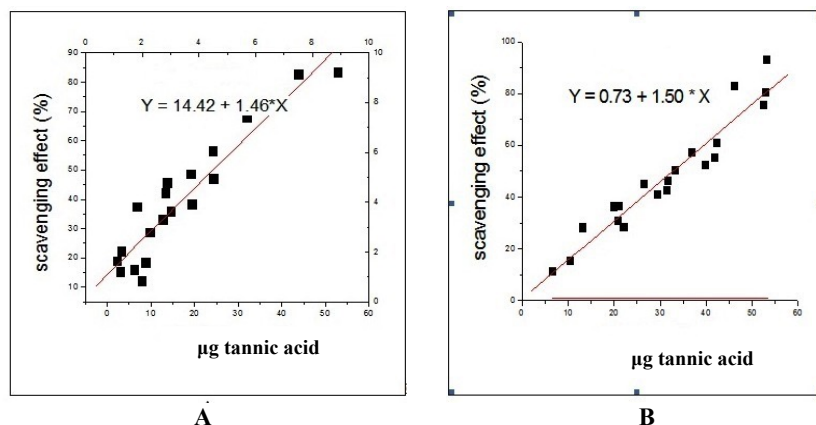 0 2 4 6 8 10
90
80
70
60
50
40
30
20
10
10
8
6
4
2
0
scavenging effect (%)
Y = 14.42 + 1.46*X
0 10 20 30 40 50 60
µg tannic acid
A
100
80
60
40
20
0
scavenging effect (%)
Y = 0.73 + 1.50 * X
0 10 20 30 40 50 60
µg tannic acid
B